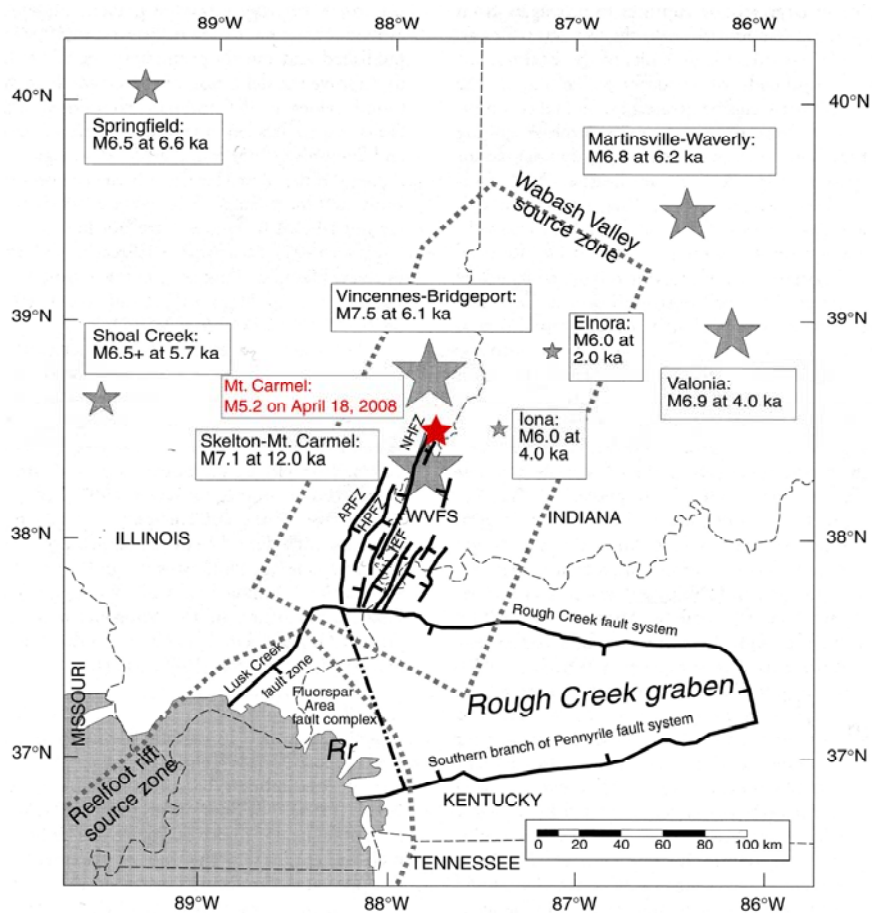 89°W
88°W
87°W
86°W
40°N
40°N
Springfield:
M6.5 at 6.6 ka
Martinsville-Waverly:
M6.8 at 6.2 ka
Wabash Valley
source zone
Vincennes-Bridgeport:
M7.5 at 6.1 ka
39°N
39°N
Shoal Creek:
M6.5+ at 5.7 ka
Elnora:
M6.0 at
2.0 ka
Mt. Carmel:
M5.2 on April 18, 2008
Valonia:
M6.9 at 4.0 ka
Skelton-Mt. Carmel:
M7.1 at 12.0 ka
NHFZ
Iona:
M6.0 at
4.0 ka
ARFZ
HPFZ
WVFS
INDIANA
38°N
38°N
ILLINOIS
Rough Creek fault system
Lusk Creek
fault zone
Fluorspar
Area
fault complex
Rough Creek graben
MISSOURI
Rr
Southern branch of Pennyrile fault system
37°N
37°N
Reelfoot rift
source zone
KENTUCKY
0 20 40 60 80 100 km
TENNESSEE
89°W
88°W
87°W
86°W